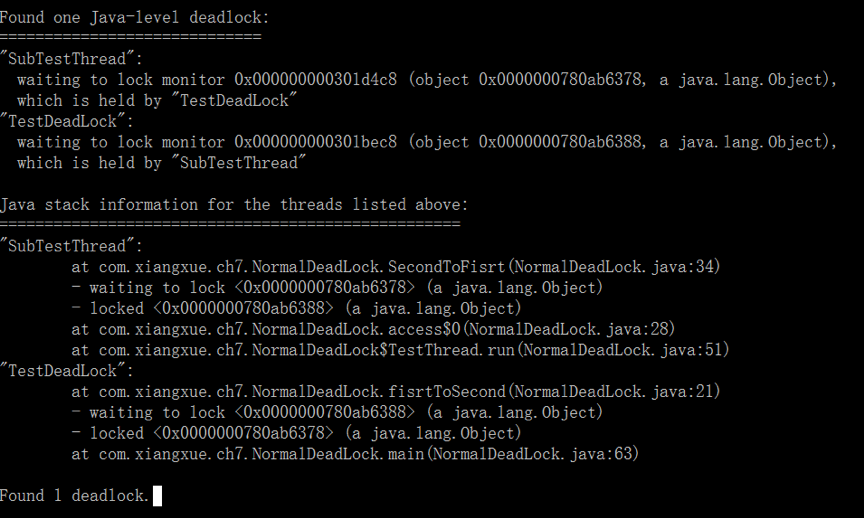 Found one Java-level deadlock:
=============================
"SubTestThread":
  waiting to lock monitor 0x000000000301d4c8 (object 0x0000000780ab6378, a java.lang.Object),
  which is held by "TestDeadLock"
"TestDeadLock":
  waiting to lock monitor 0x000000000301bec8 (object 0x0000000780ab6388, a java.lang.Object),
  which is held by "SubTestThread"

Java stack information for the threads listed above:
===================================================
"SubTestThread":
        at com.xiangxue.ch7.NormalDeadLock.SecondToFisrt(NormalDeadLock.java:34)
        - waiting to lock <0x0000000780ab6378> (a java.lang.Object)
        - locked <0x0000000780ab6388> (a java.lang.Object)
        at com.xiangxue.ch7.NormalDeadLock.access$0(NormalDeadLock.java:28)
        at com.xiangxue.ch7.NormalDeadLock$TestThread.run(NormalDeadLock.java:51)
"TestDeadLock":
        at com.xiangxue.ch7.NormalDeadLock.fisrtToSecond(NormalDeadLock.java:21)
        - waiting to lock <0x0000000780ab6388> (a java.lang.Object)
        - locked <0x0000000780ab6378> (a java.lang.Object)
        at com.xiangxue.ch7.NormalDeadLock.main(NormalDeadLock.java:63)

Found 1 deadlock.